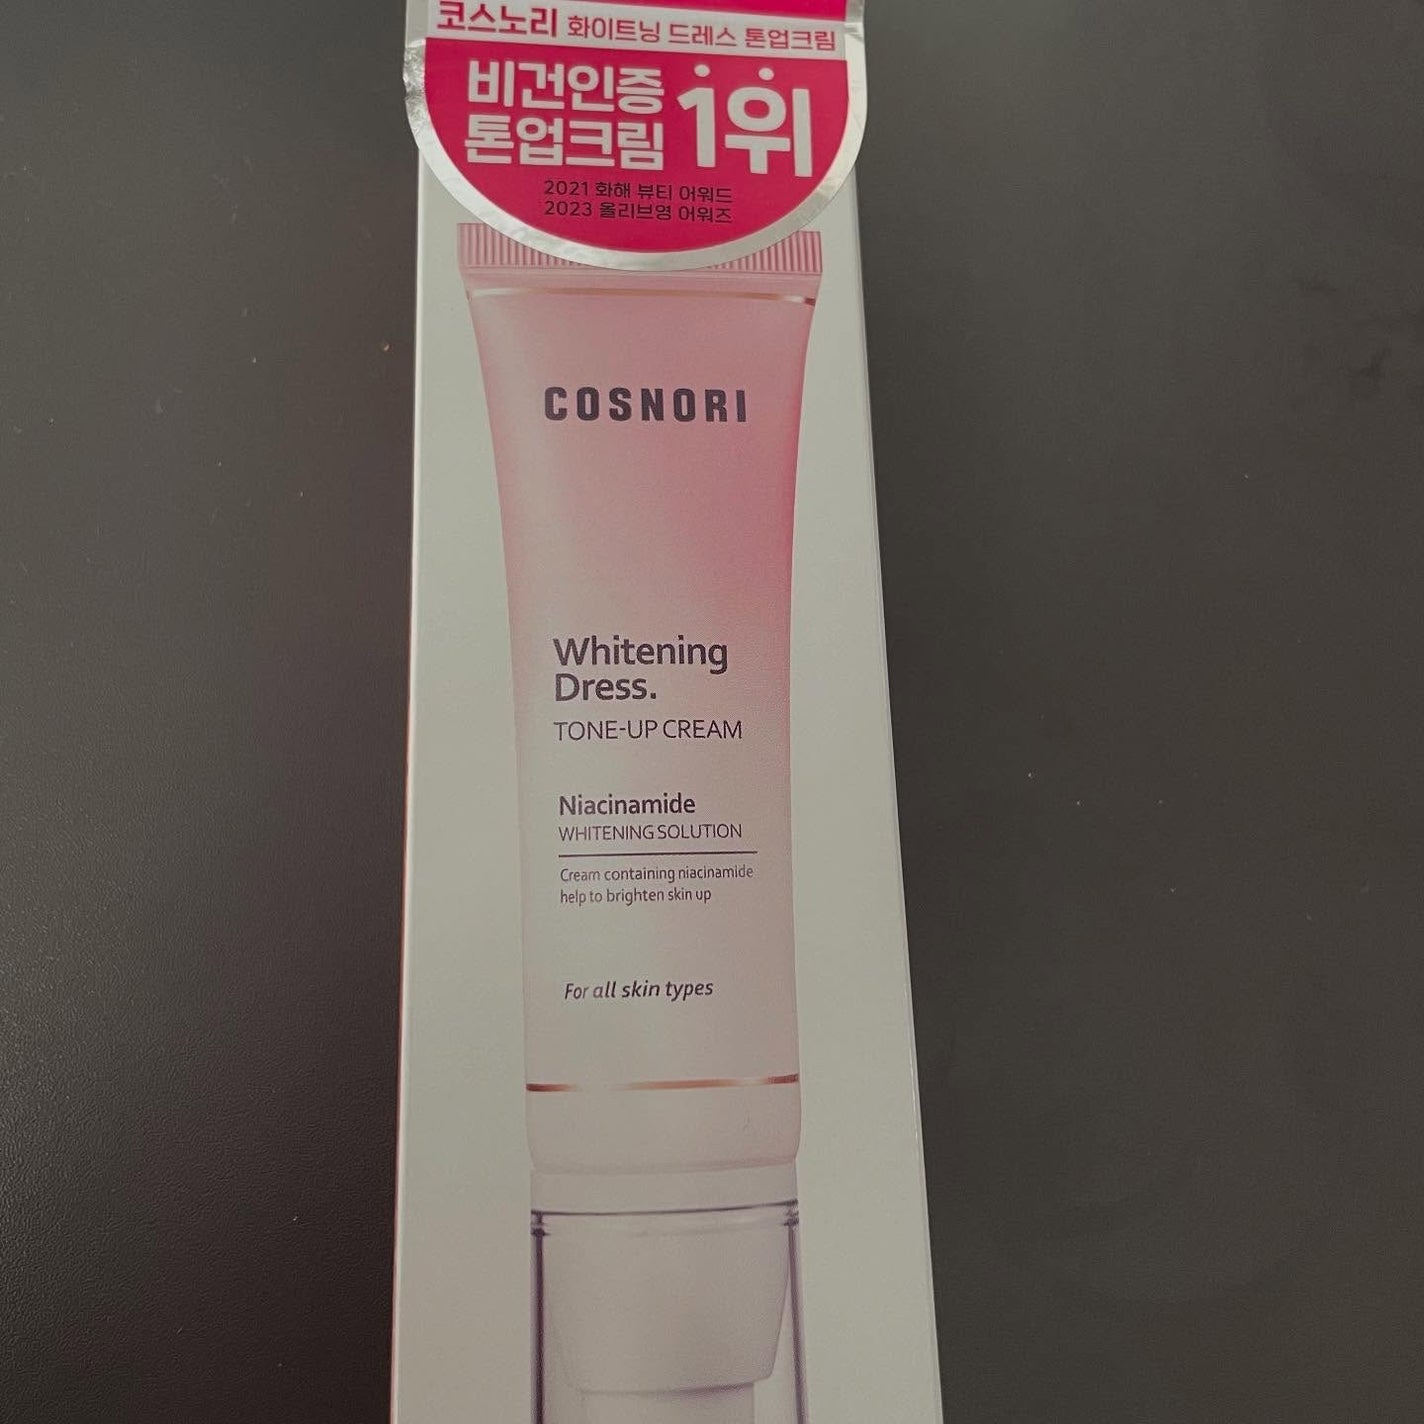 코스노리 화이트닝 드레스 톤업크림
비건인증 1위
톤업크림
2021 화해 뷰티 어워드
2023 올리브영 어워즈
COSNORI
Whitening
Dress.
TONE-UP CREAM
Niacinamide
WHITENING SOLUTION
Cream containing niacinamide
help to brighten skin up
For all skin types